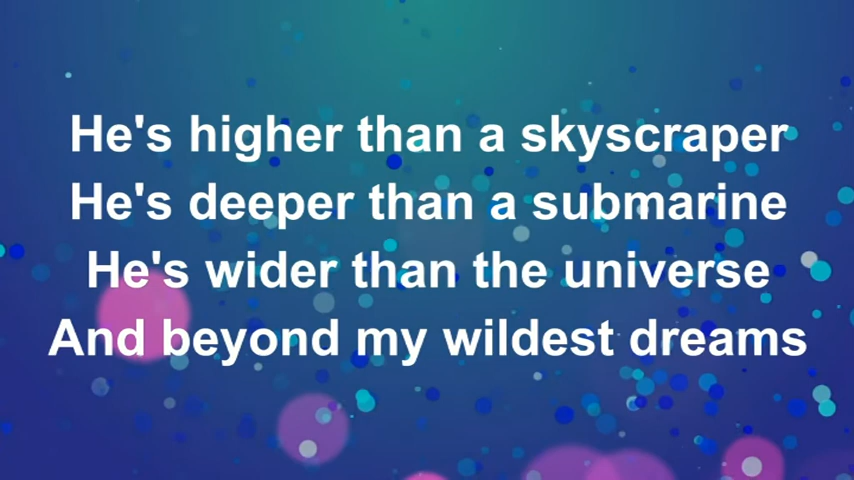 He's higher than a skyscraper
He's deeper than a submarine
He's wider than the universe
And beyond my wildest dreams